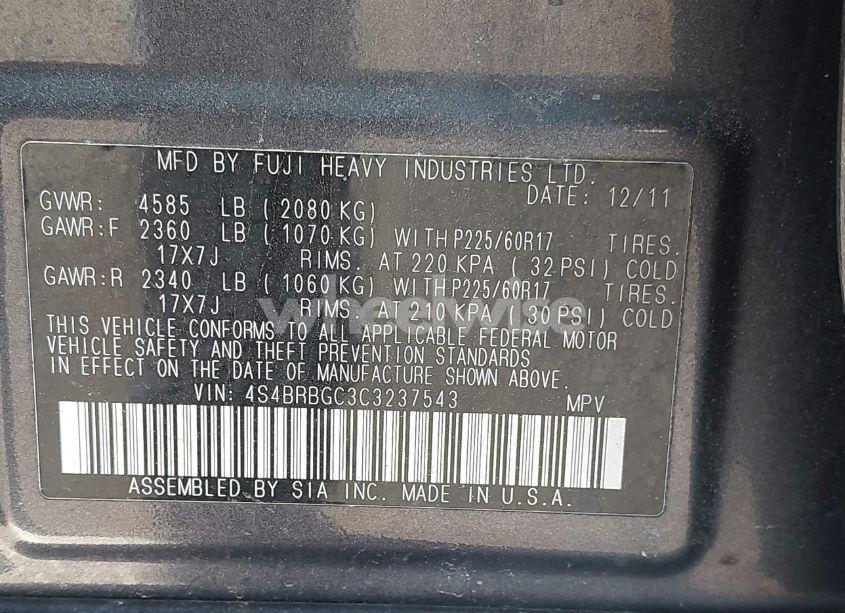 MFD BY FUJI HEAVY INDUSTRIES LTD.
DATE: 12/11
GVWR: 4585 LB ( 2080 KG)
GAWR:F 2360 LB ( 1070 KG) WITH P225/60R17 TIRES.
17X7J RIMS. AT 220 KPA ( 32 PSI) COLD
GAWR:R 2340 LB ( 1060 KG) WITH P225/60R17 TIRES.
17X7J RIMS. AT 210 KPA ( 30 PSI) COLD
THIS VEHICLE CONFORMS TO ALL APPLICABLE FEDERAL MOTOR
VEHICLE SAFETY AND THEFT PREVENTION STANDARDS
IN EFFECT ON THE DATE OF MANUFACTURE SHOWN ABOVE.
VIN: 4S4BRBGC3C3237543 MPV
ASSEMBLED BY SIA INC. MADE IN U.S.A.
wheelwise